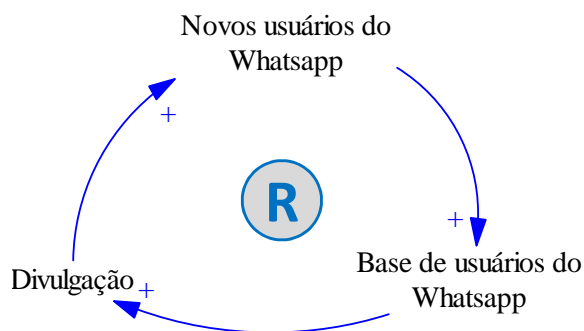 Novos usuários do
Whatsapp
+
R
+
Base de usuários do
Whatsapp
Divulgação
+